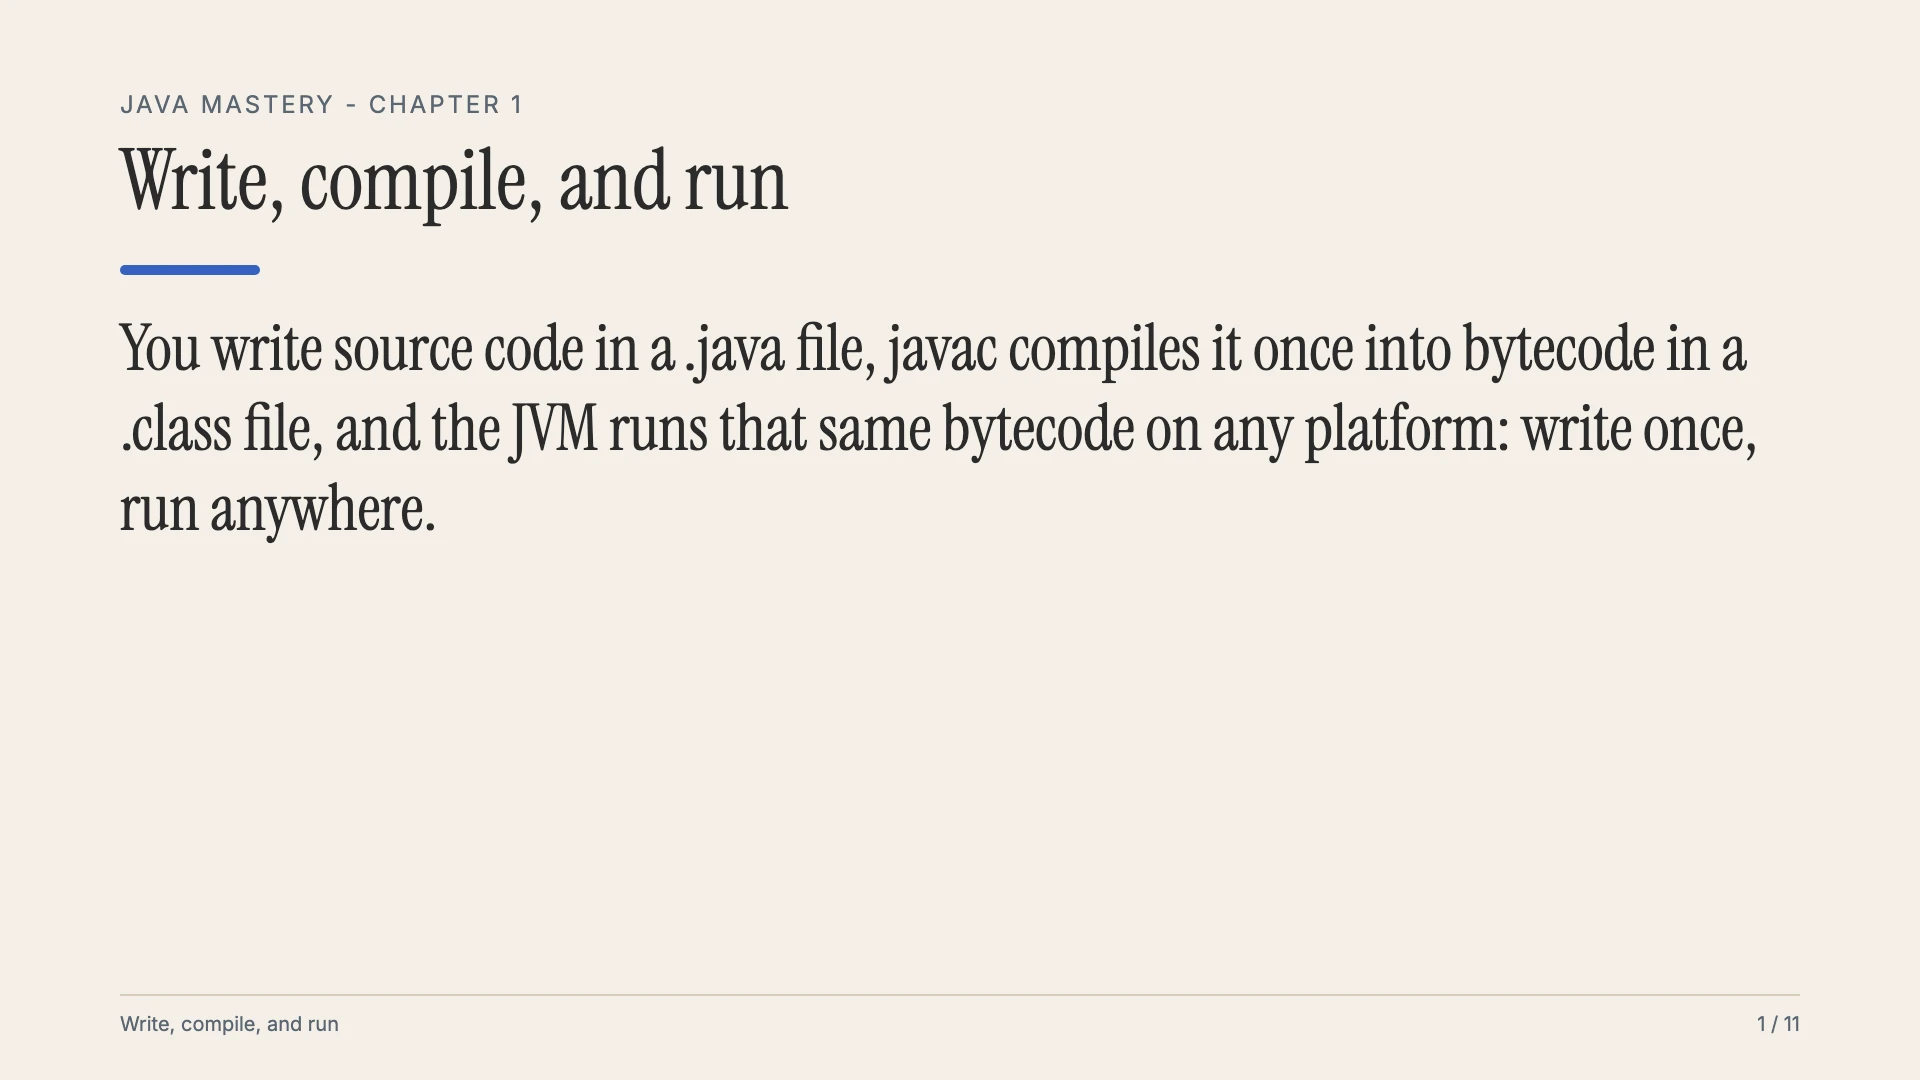 JAVA MASTERY - CHAPTER 1
Write, compile, and run
You write source code in a .java file, javac compiles it once into bytecode in a
.class file, and the JVM runs that same bytecode on any platform: write once,
run anywhere.
Write, compile, and run
1 / 11